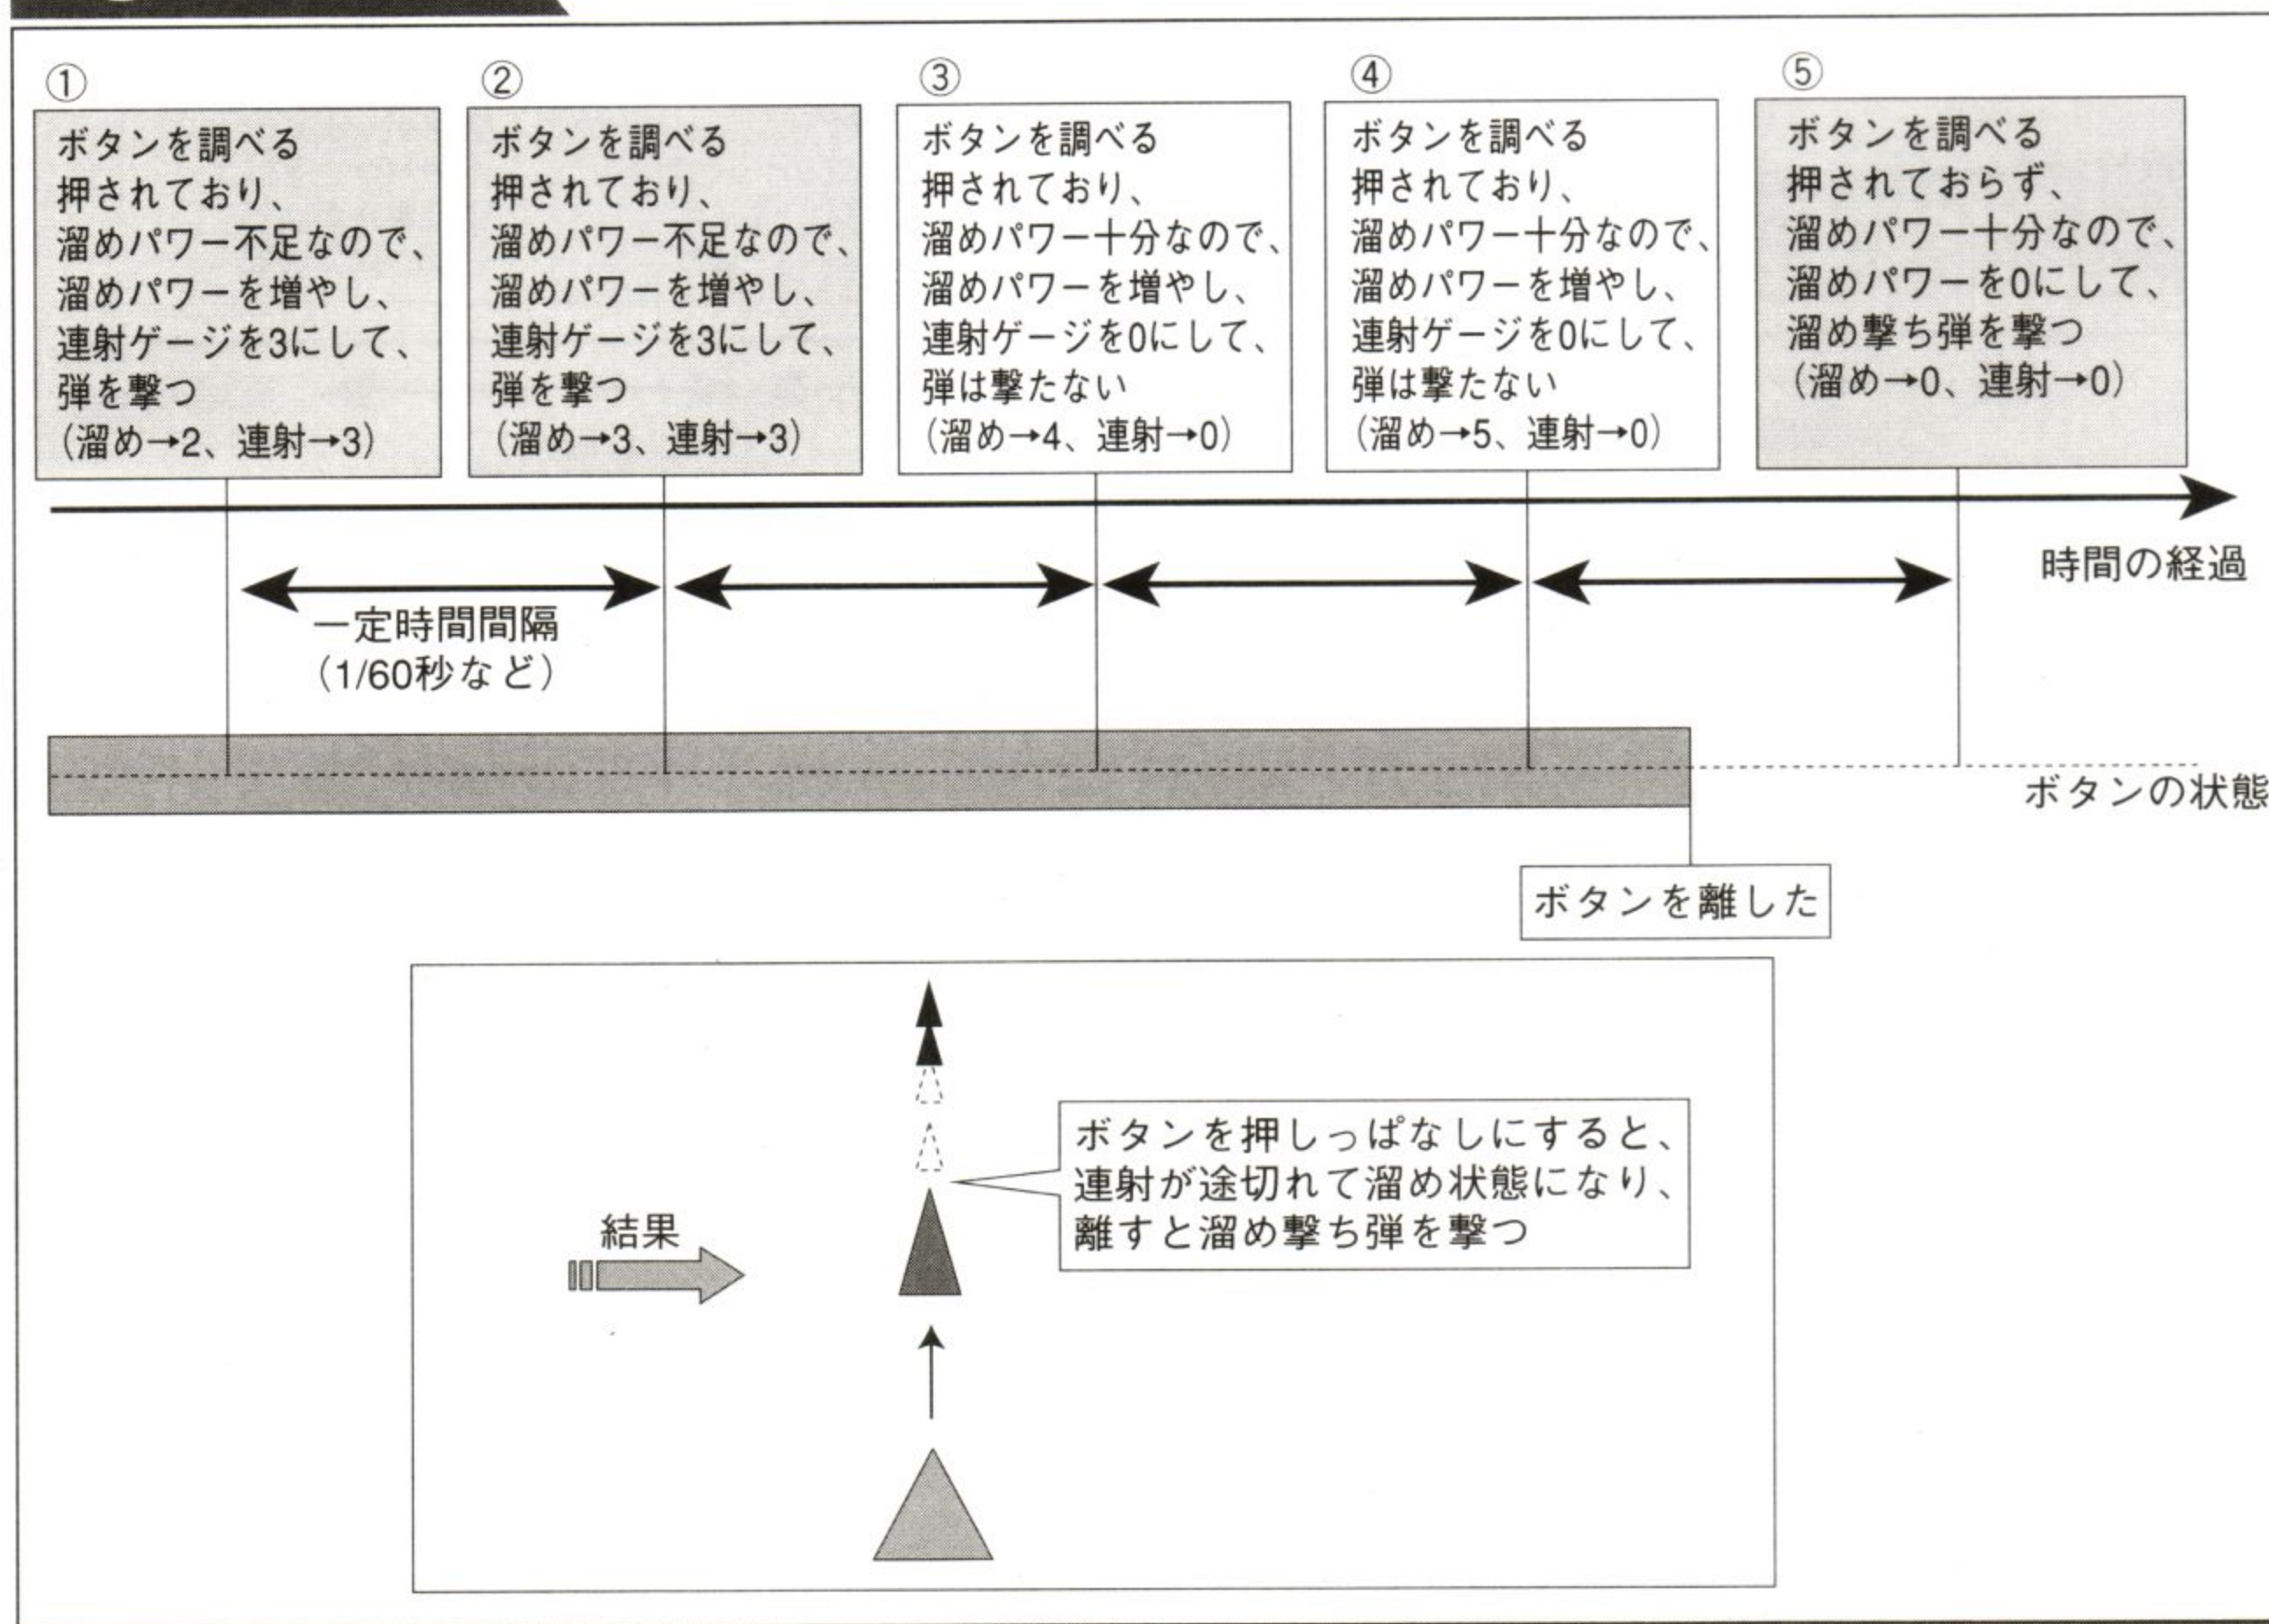 ①
ボタンを調べる
押されており、
溜めパワー不足なので、
溜めパワーを増やし、
連射ゲージを3にして、
弾を撃つ
（溜め→2、連射→3）
②
ボタンを調べる
押されており、
溜めパワー不足なので、
溜めパワーを増やし、
連射ゲージを3にして、
弾を撃つ
（溜め→3、連射→3）
③
ボタンを調べる
押されており、
溜めパワー十分なので、
溜めパワーを増やし、
連射ゲージを0にして、
弾は撃たない
（溜め→4、連射→0）
④
ボタンを調べる
押されており、
溜めパワー十分なので、
溜めパワーを増やし、
連射ゲージを0にして、
弾は撃たない
（溜め→5、連射→0）
⑤
ボタンを調べる
押されておらず、
溜めパワー十分なので、
溜めパワーを0にして、
溜め撃ち弾を撃つ
（溜め→0、連射→0）
時間の経過
一定時間間隔
（1/60秒など）
ボタンの状態
ボタンを離した
ボタンを押しっぱなしにすると、
連射が途切れて溜め状態になり、
離すと溜め撃ち弾を撃つ
結果